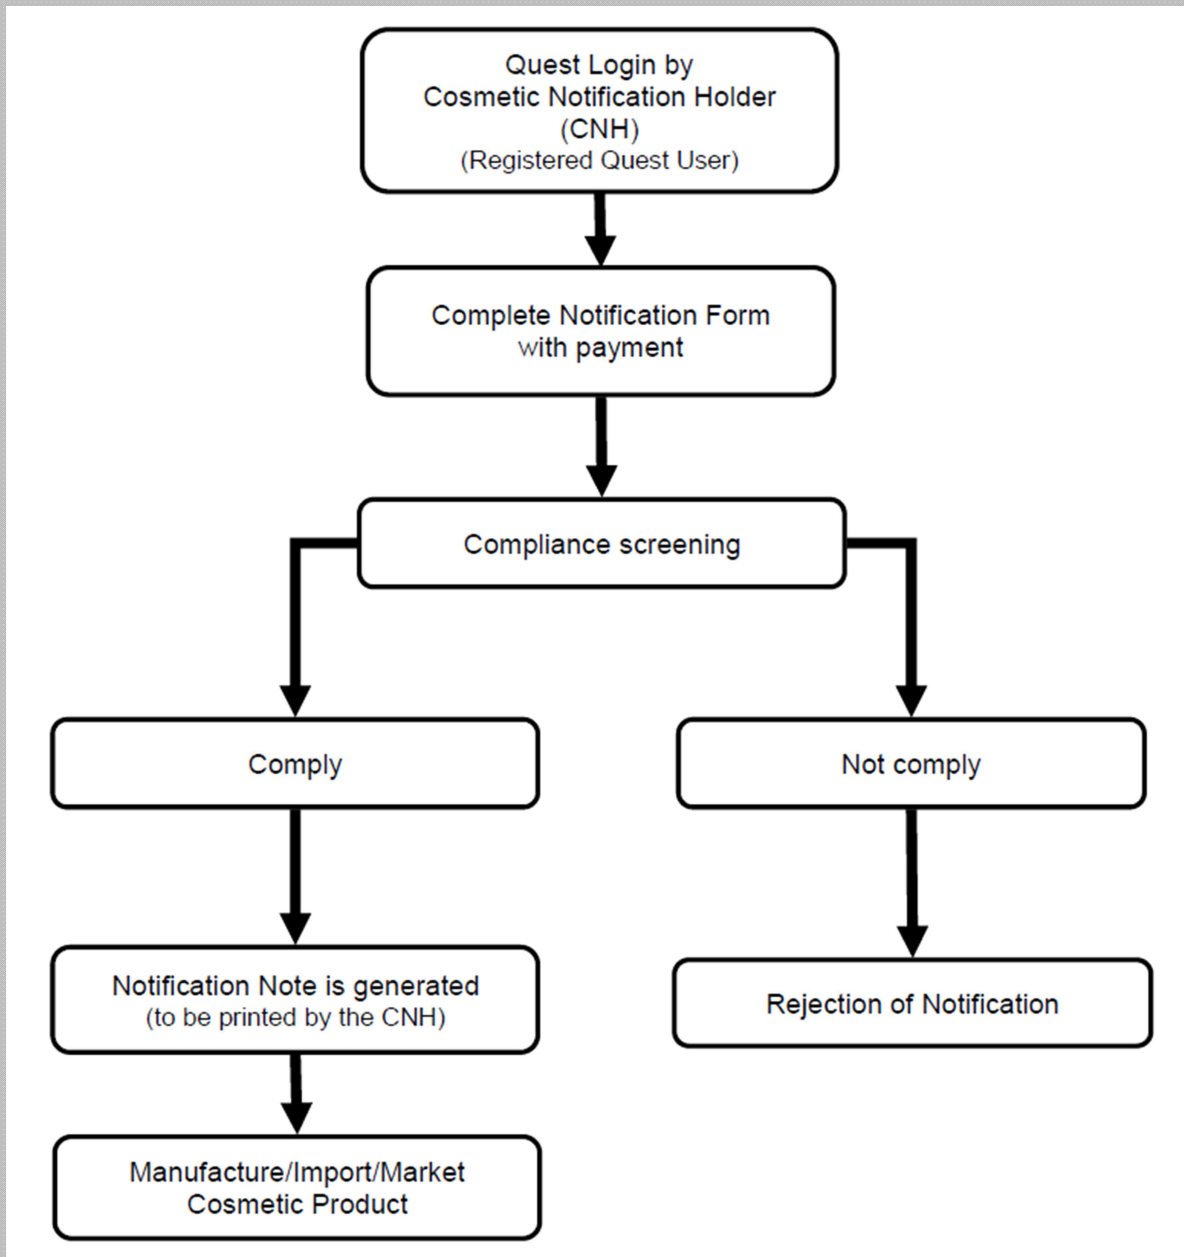 Quest Login by
Cosmetic Notification Holder
(CNH)
(Registered Quest User)
Complete Notification Form
with payment
Compliance screening
Comply
Not comply
Notification Note is generated
(to be printed by the CNH)
Rejection of Notification
Manufacture/Import/Market
Cosmetic Product